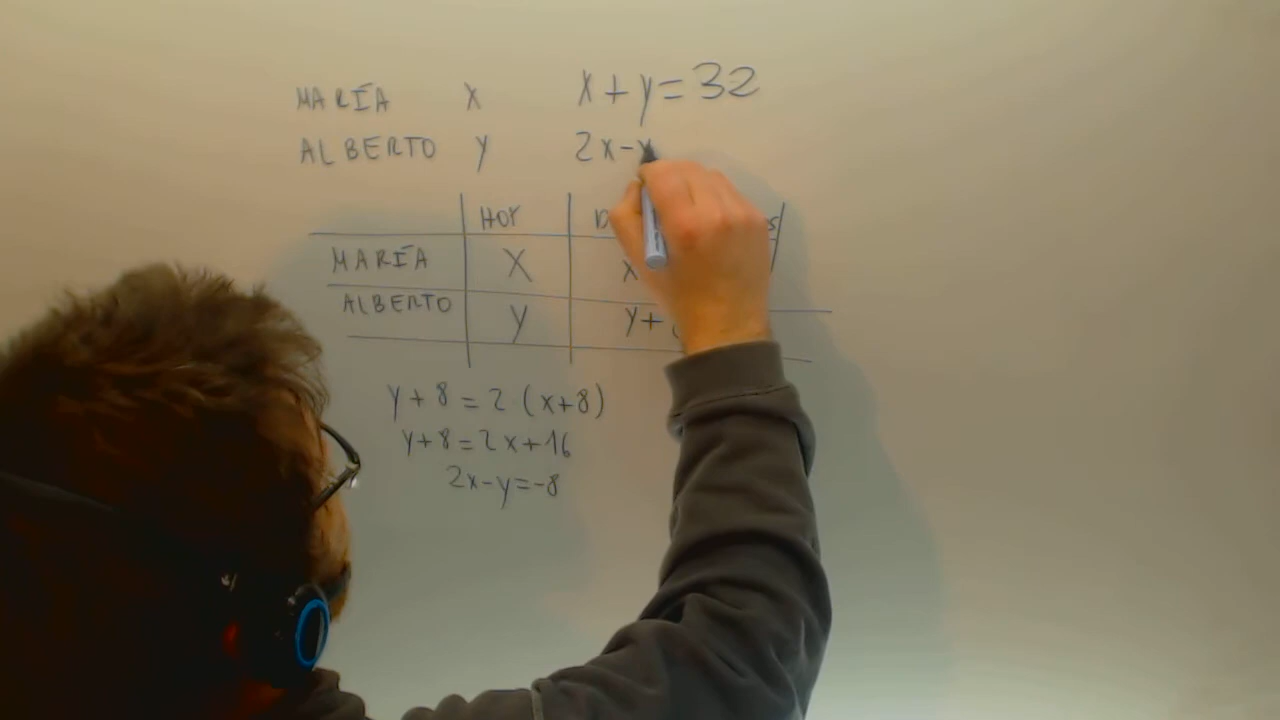 MARÍA x x+y=32
ALBERTO y 2x-y
HOY
MARÍA X x
ALBERTO y y+
y+8=2(x+8)
y+8=2x+16
2x-y=-8